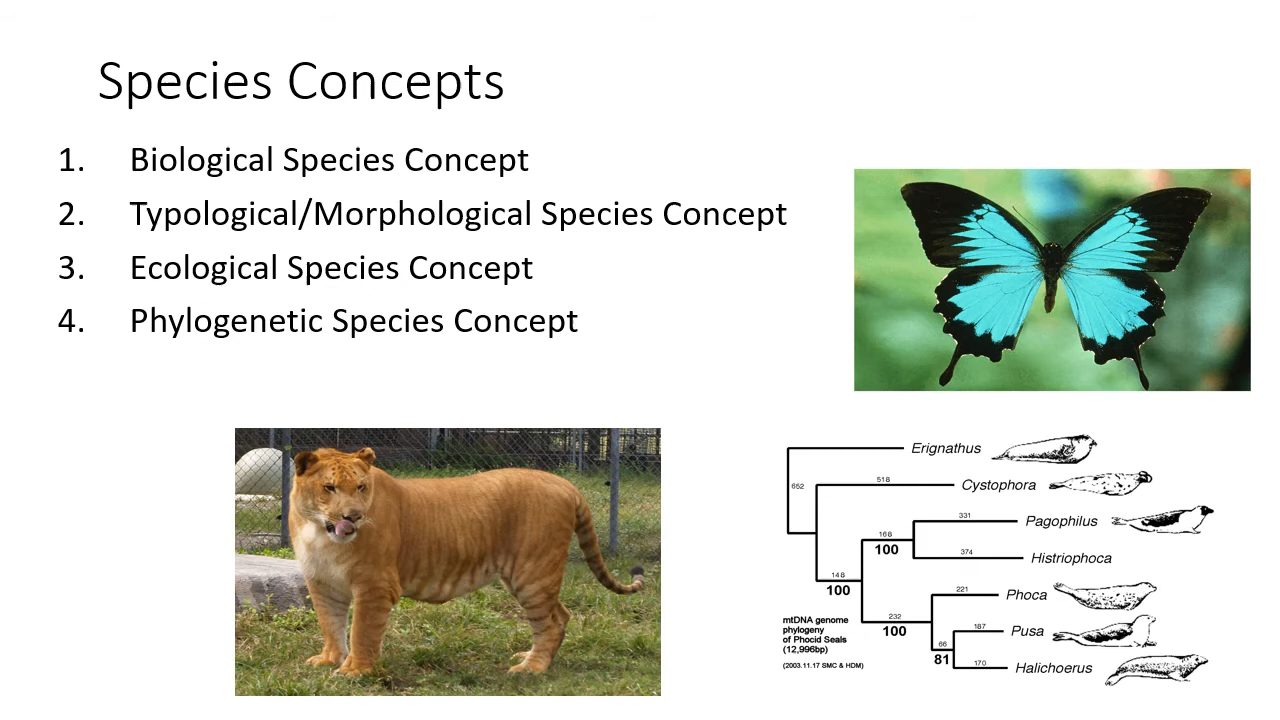 Species Concepts
1. Biological Species Concept
2. Typological/Morphological Species Concept
3. Ecological Species Concept
4. Phylogenetic Species Concept
Erignathus
652
518
Cystophora
331
Pagophilus
168
100
374
Histriophoca
148
100
221
Phoca
232
100
187
Pusa
66
81
170
Halichoerus
mtDNA genome
phylogeny
of Phocid Seals
(12,996bp)
(2003.11.17 SMC & HDM)